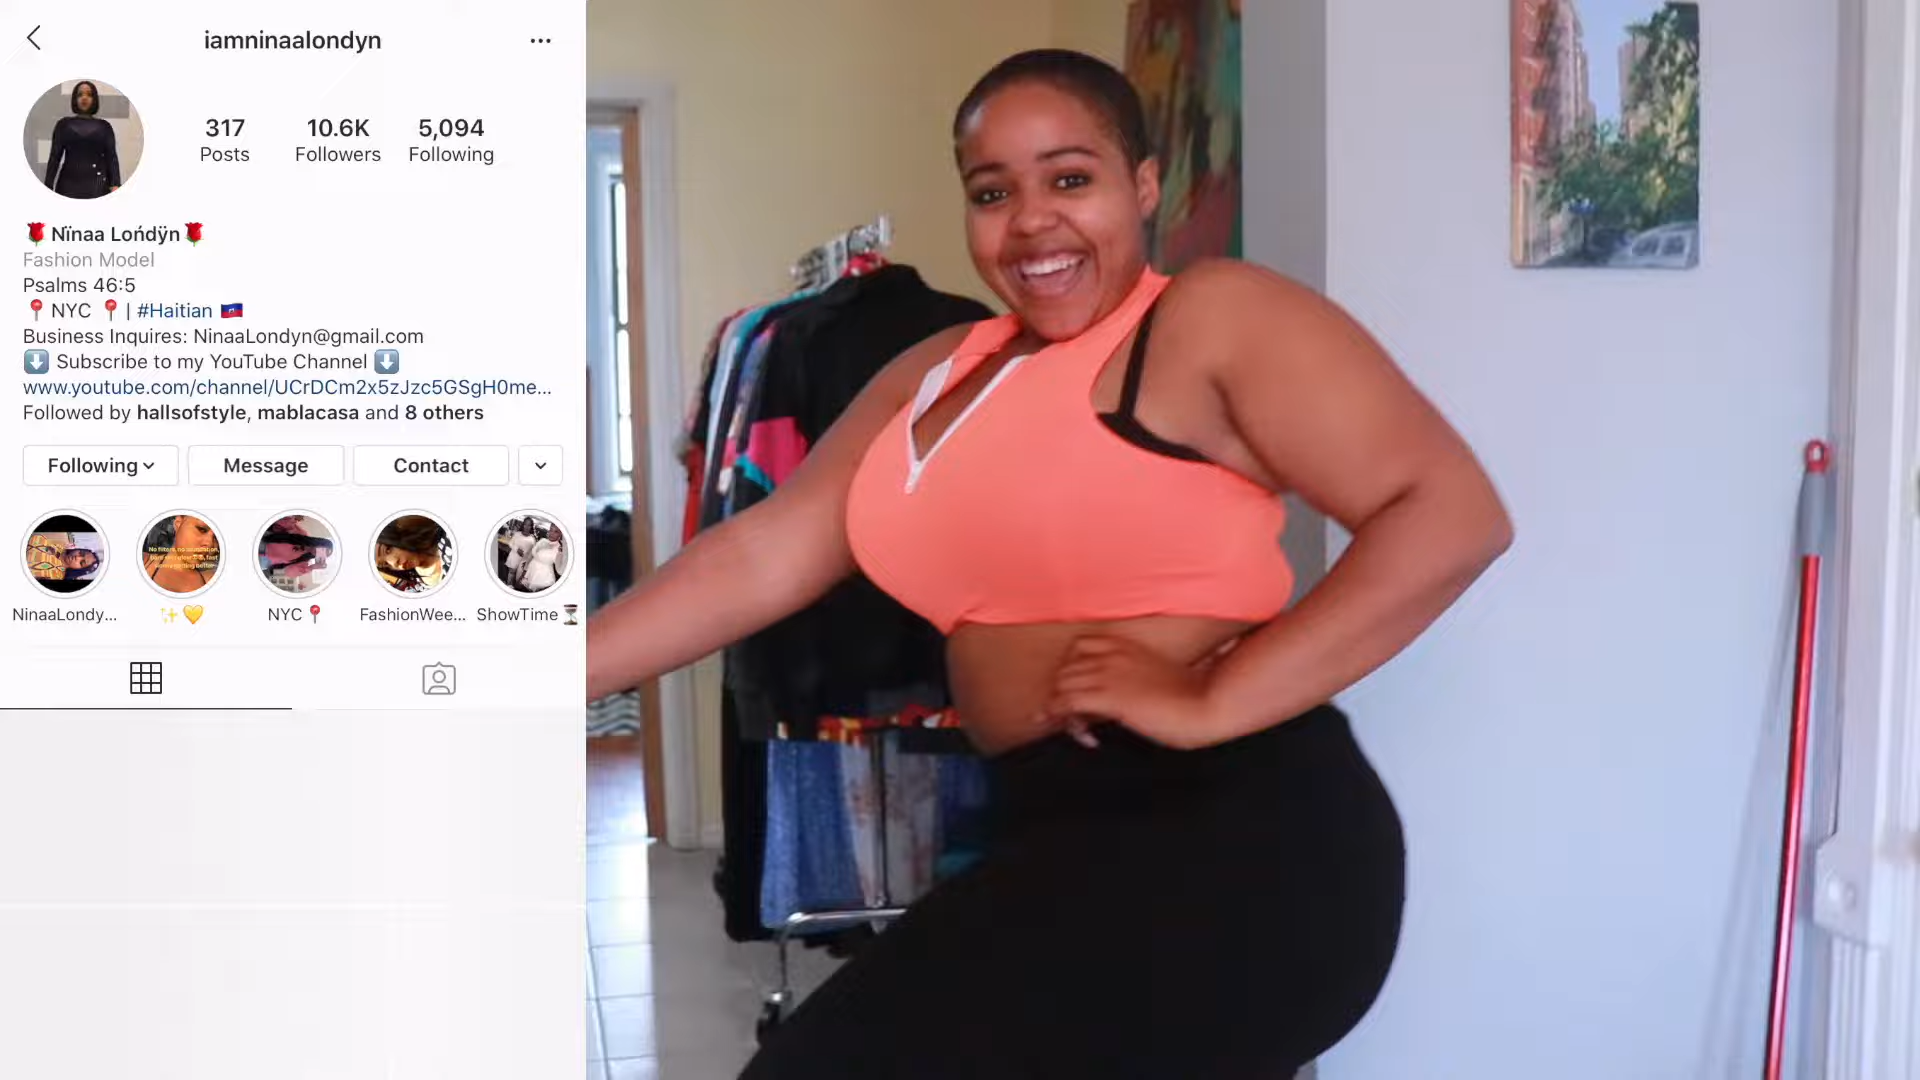 iamninaalondyn
317
10.6K
5,094
Posts
Followers
Following
🌹Nïnaa Lońdÿn🌹
Fashion Model
Psalms 46:5
📍NYC 📍| #Haitian 🇭🇹
Business Inquires: NinaaLondyn@gmail.com
⬇️ Subscribe to my YouTube Channel ⬇️
www.youtube.com/channel/UCrDCm2x5zJzc5GSgH0me...
Followed by hallsofstyle, mablacasa and 8 others
Following
Message
Contact
NinaaLondy...
✨💛
NYC📍
FashionWee...
ShowTime⏳